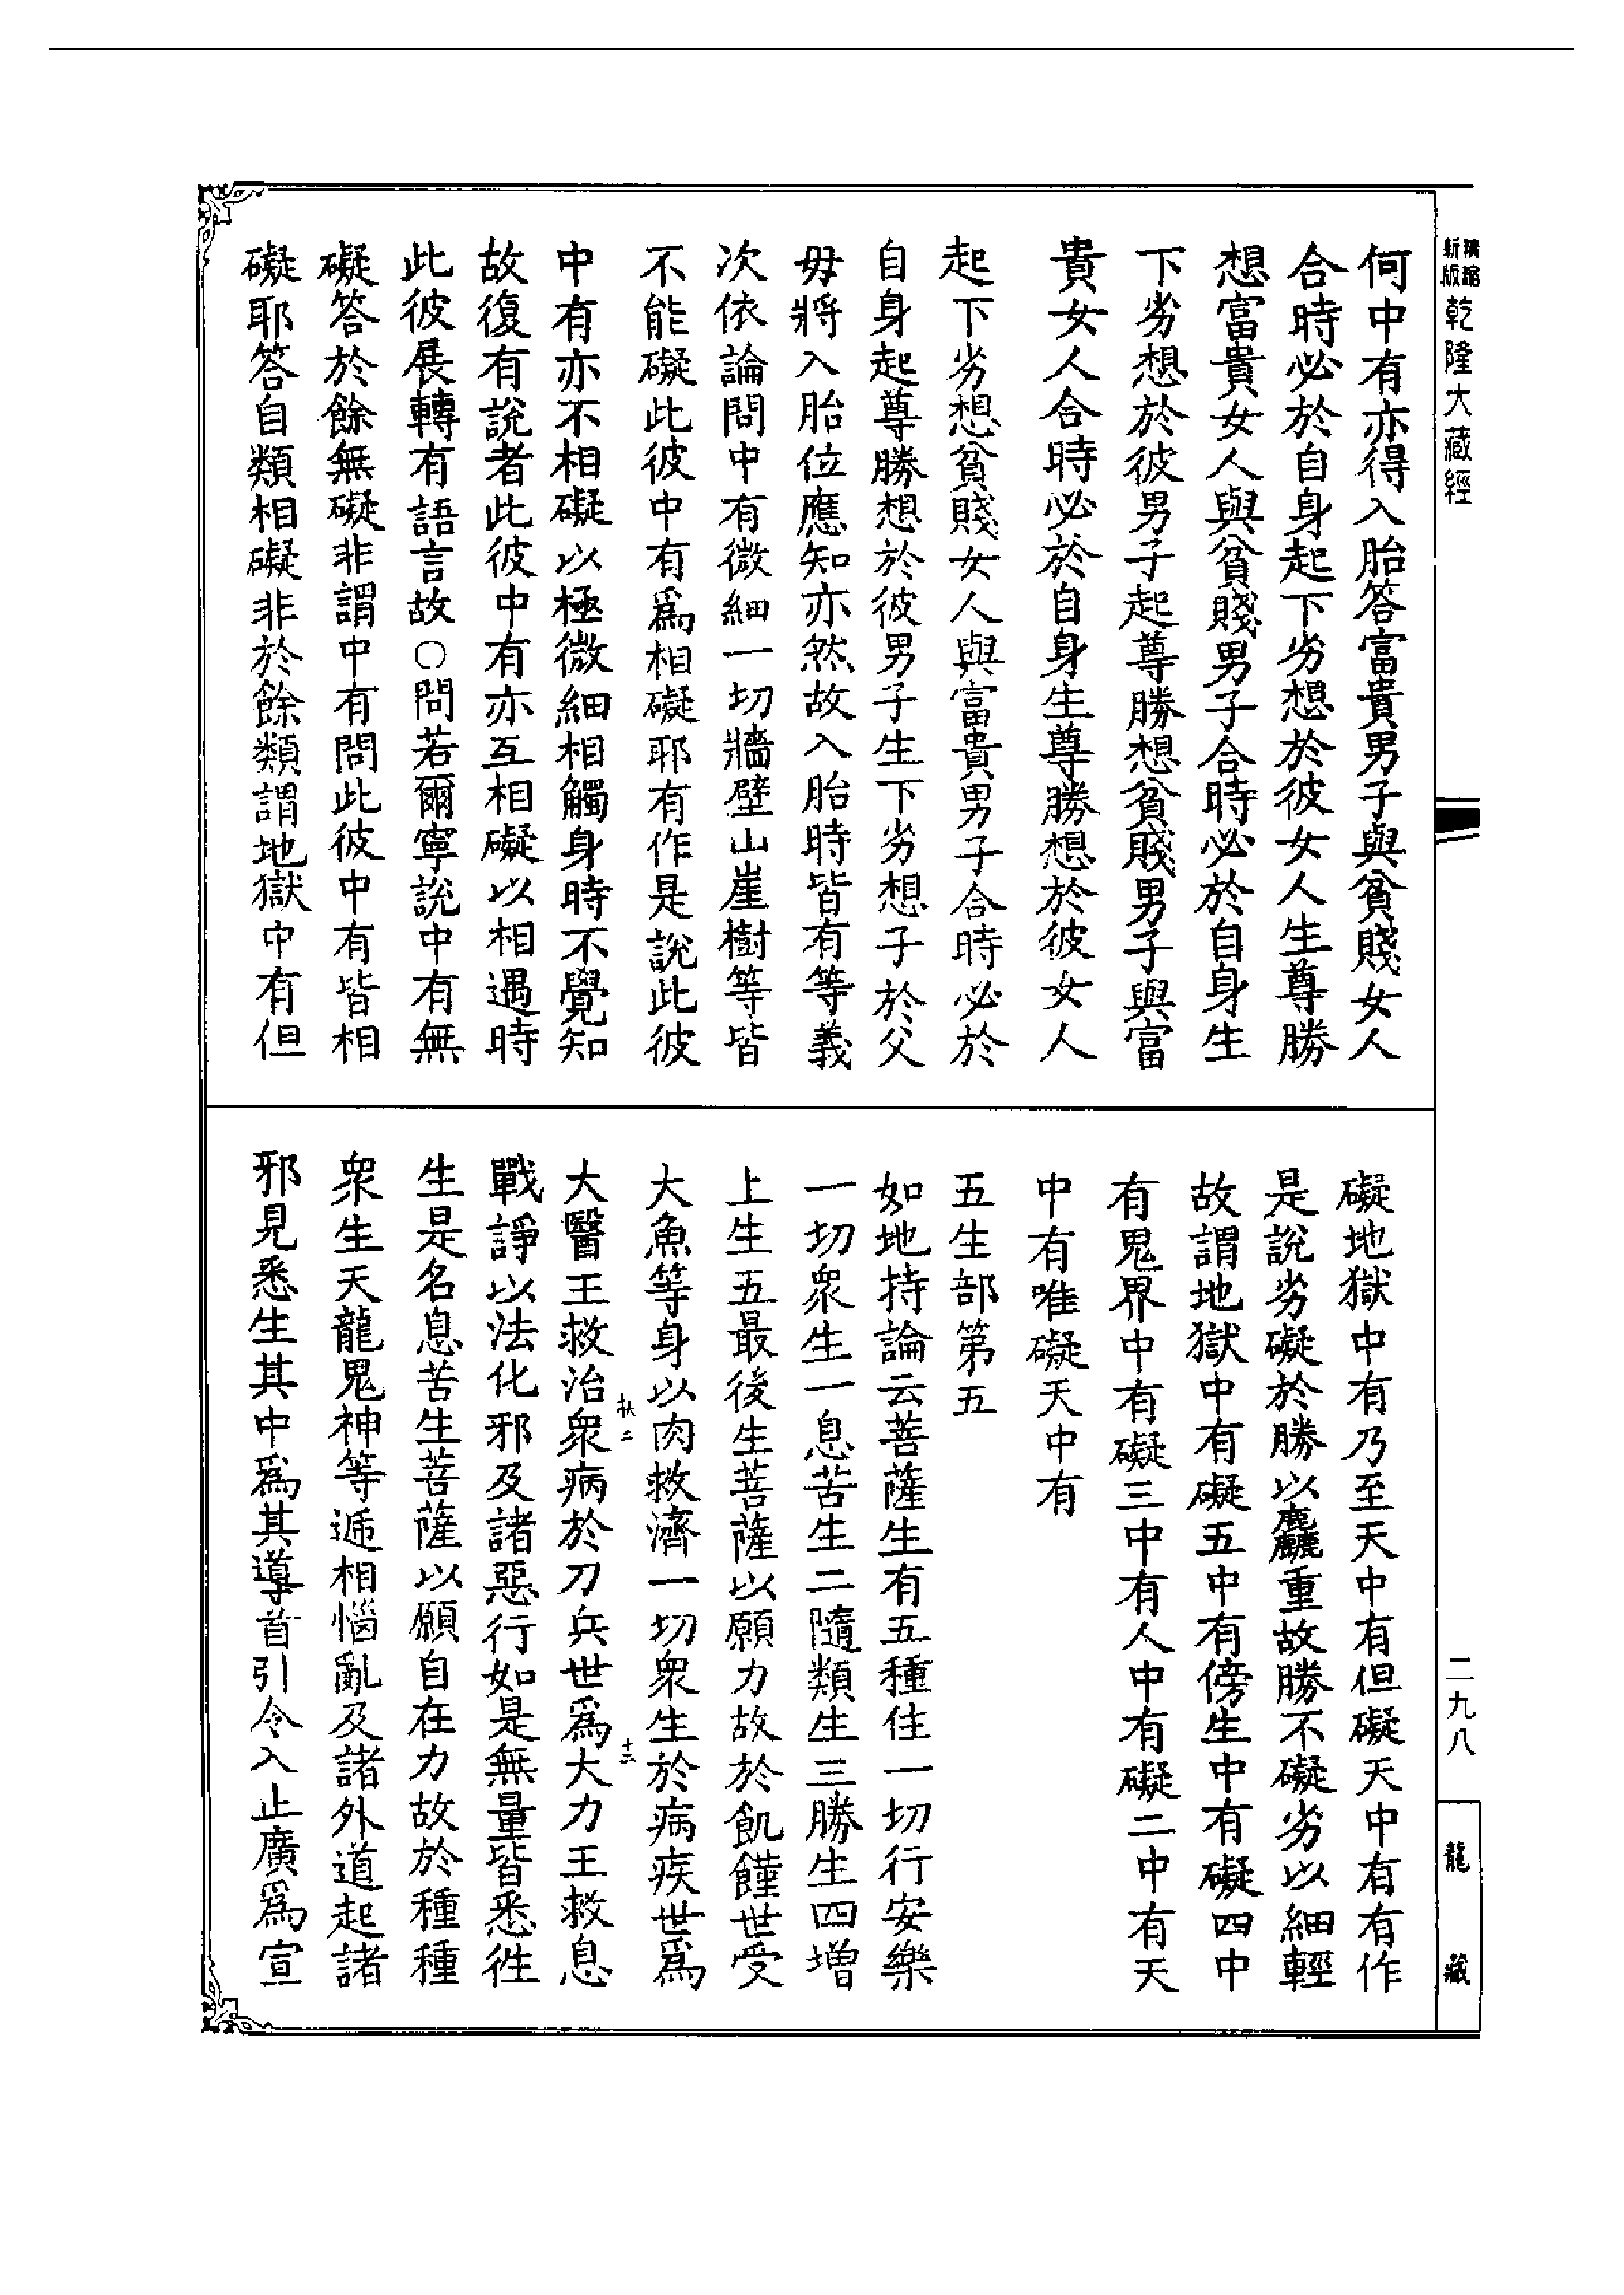 精縮新版乾隆大藏經
何中有亦得入胎答富貴男子與貧賤女人
合時必於自身起下劣想於彼女人生尊勝
想富貴女人與貧賤男子合時必於自身生
下劣想於彼男子起尊勝想貧賤男子與富
貴女人合時必於自身生尊勝想於彼女人
起下劣想貧賤女人與富貴男子合時必於
自身起尊勝想於彼男子生下劣想子於父
毋將入胎位應知亦然故入胎時皆有等義
次依論問中有微細一切牆壁山崖樹等皆
不能礙此彼中有爲相礙耶有作是說此彼
中有亦不相礙以極微細相觸身時不覺知
故復有說者此彼中有亦互相礙以相遇時
此彼展轉有語言故○問若爾寧說中有無
礙答於餘無礙非謂中有問此彼中有皆相
礙耶答自類相礙非於餘類謂地獄中有但
礙地獄中有乃至天中有但礙天中有有作
是說劣礙於勝以麤重故勝不礙劣以細輕
故謂地獄中有礙五中有傍生中有礙四中
有鬼界中有礙三中有人中有礙二中有天
中有唯礙天中有
五生部第五
如地持論云菩薩生有五種住一切行安樂
一切衆生一息苦生二隨類生三勝生四增
上生五最後生菩薩以願力故於飢饉世受
大魚等身以肉救濟一切衆生於病疾世爲
大醫王救治衆病於刀兵世爲大力王救息
戰諍以法化邪及諸惡行如是無量皆悉徃
生是名息苦生菩薩以願自在力故於種種
衆生天龍鬼神等遞相惱亂及諸外道起諸
邪見悉生其中爲其導首引令入止廣爲宣
二九八
龍藏